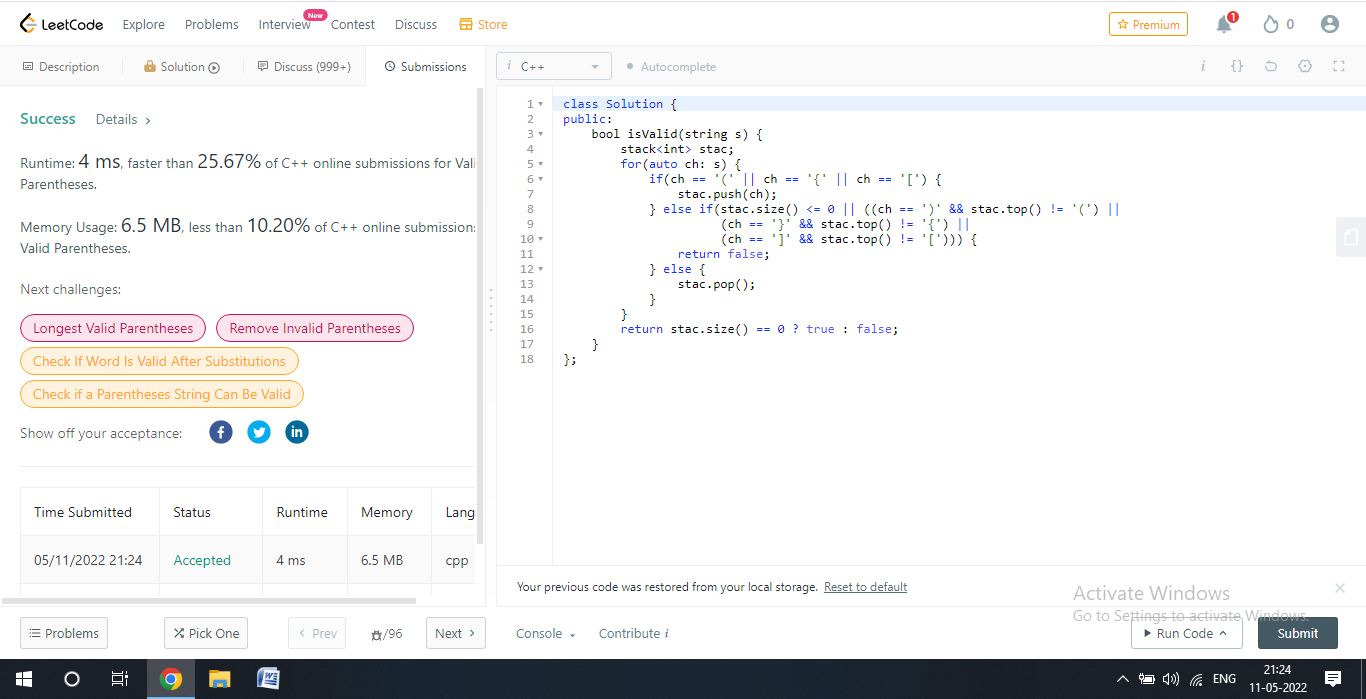 LeetCode Explore Problems Interview New Contest Discuss Store Premium 1 0
Description Solution Discuss (999+) Submissions
i C++ Autocomplete i {}
Success Details >
Runtime: 4 ms, faster than 25.67% of C++ online submissions for Vali
Parentheses.
Memory Usage: 6.5 MB, less than 10.20% of C++ online submission
Valid Parentheses.
Next challenges:
Longest Valid Parentheses Remove Invalid Parentheses
Check If Word Is Valid After Substitutions
Check if a Parentheses String Can Be Valid
Show off your acceptance:
Time Submitted Status Runtime Memory Lang
05/11/2022 21:24 Accepted 4 ms 6.5 MB cpp
1 class Solution {
2 public:
3 bool isValid(string s) {
4 stack<int> stac;
5 for(auto ch: s) {
6 if(ch == '(' || ch == '{' || ch == '[') {
7 stac.push(ch);
8 } else if(stac.size() <= 0 || ((ch == ')' && stac.top() != '(') ||
9 (ch == '}' && stac.top() != '{') ||
10 (ch == ']' && stac.top() != '['))) {
11 return false;
12 } else {
13 stac.pop();
14 }
15 }
16 return stac.size() == 0 ? true : false;
17 }
18 };
Your previous code was restored from your local storage. Reset to default
Activate Windows
Go to Settings to activate Windows.
Problems Pick One < Prev /96 Next > Console Contribute i Run Code Submit
ENG 21:24
11-05-2022